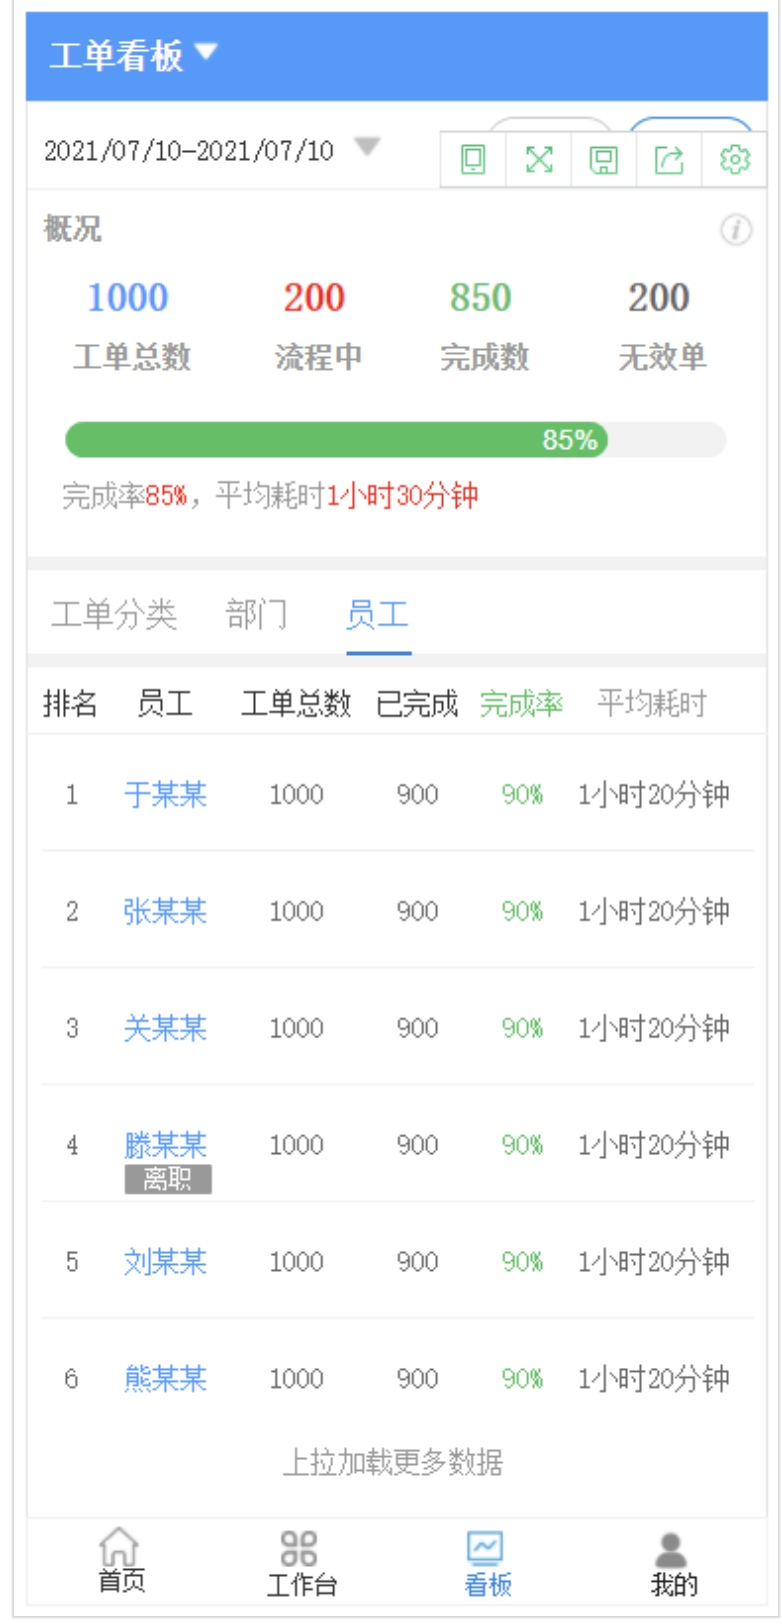 工单看板
2021/07/10-2021/07/10
概况
1000 200 850 200
工单总数 流程中 完成数 无效单
85%
完成率85%，平均耗时1小时30分钟
工单分类 部门 员工
排名 员工 工单总数 已完成 完成率 平均耗时
1 于某某 1000 900 90% 1小时20分钟
2 张某某 1000 900 90% 1小时20分钟
3 关某某 1000 900 90% 1小时20分钟
4 滕某某 1000 900 90% 1小时20分钟
离职
5 刘某某 1000 900 90% 1小时20分钟
6 熊某某 1000 900 90% 1小时20分钟
上拉加载更多数据
首页 工作台 看板 我的